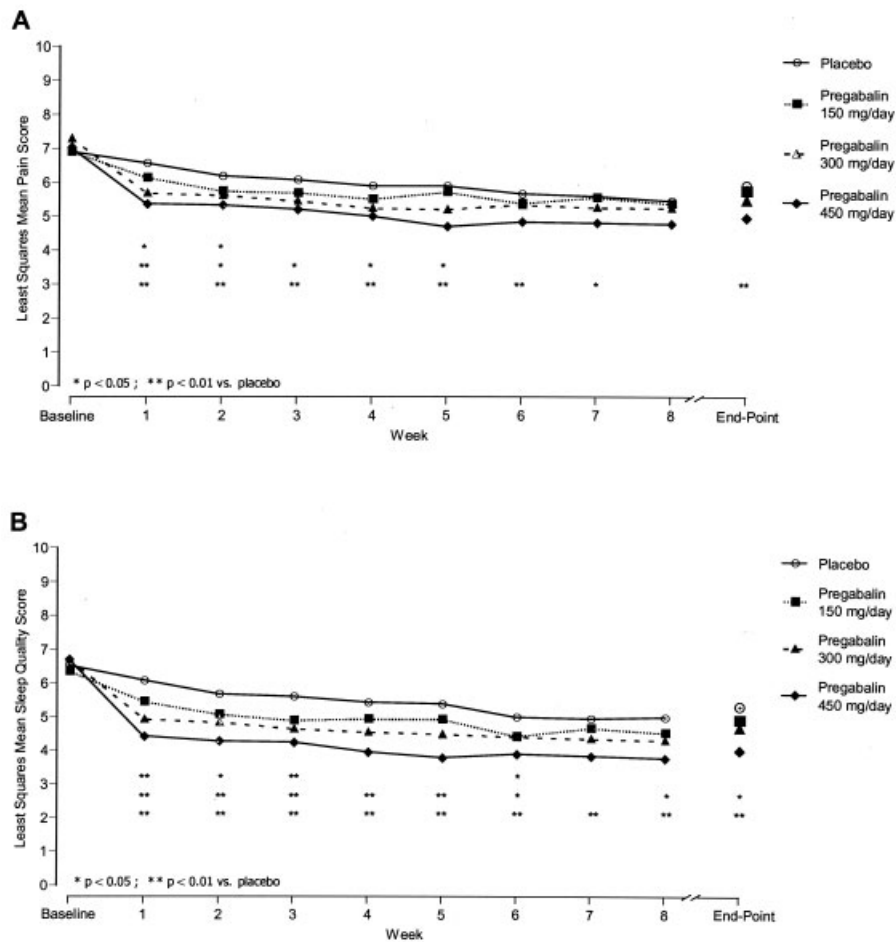 A
10
9
8
7
6
5
4
3
2
1
0
Least Squares Mean Pain Score
Placebo
Pregabalin
150 mg/day
Pregabalin
300 mg/day
Pregabalin
450 mg/day
* *
** * * * *
** ** ** ** ** ** * **
* p < 0.05 ; ** p < 0.01 vs. placebo
Baseline 1 2 3 4 5 6 7 8 End-Point
Week
B
10
9
8
7
6
5
4
3
2
1
0
Least Squares Mean Sleep Quality Score
Placebo
Pregabalin
150 mg/day
Pregabalin
300 mg/day
Pregabalin
450 mg/day
** * ** *
** ** ** ** ** * * *
** ** ** ** ** ** ** ** **
* p < 0.05 ; ** p < 0.01 vs. placebo
Baseline 1 2 3 4 5 6 7 8 End-Point
Week